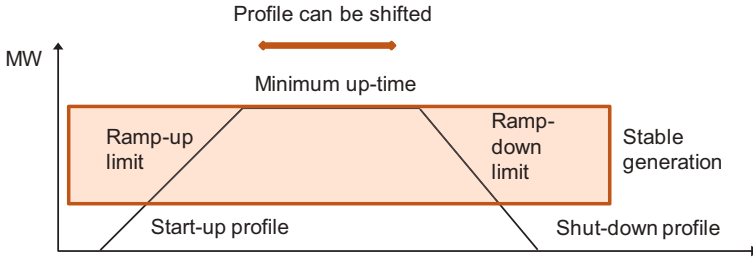 Profile can be shifted
MW
Minimum up-time
Ramp-up
limit
Ramp-
down
limit
Stable
generation
Start-up profile
Shut-down profile